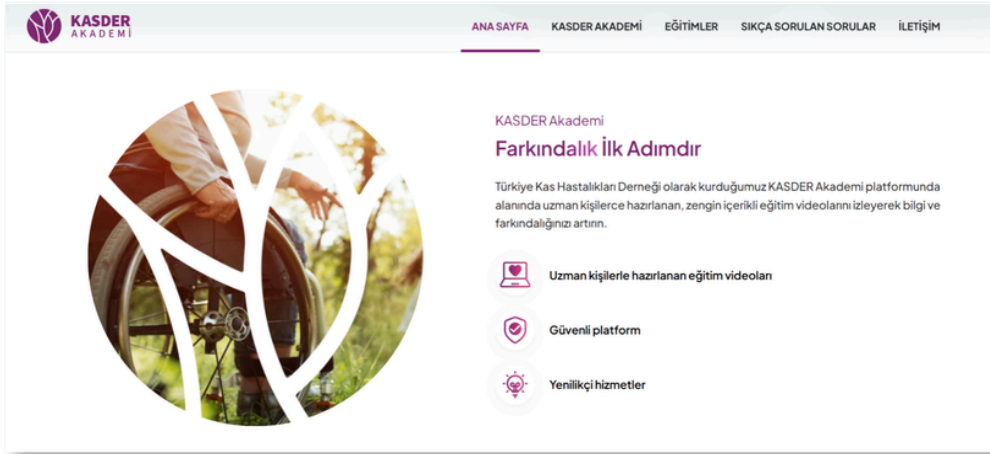 KASDER
AKADEMİ
ANA SAYFA KASDER AKADEMİ EĞİTİMLER SIKÇA SORULAN SORULAR İLETİŞİM
KASDER Akademi
Farkındalık İlk Adımdır
Türkiye Kas Hastalıkları Derneği olarak kurduğumuz KASDER Akademi platformunda
alanında uzman kişilerce hazırlanan, zengin içerikli eğitim videolarını izleyerek bilgi ve
farkındalığınızı artırın.
Uzman kişilerle hazırlanan eğitim videoları
Güvenli platform
Yenilikçi hizmetler